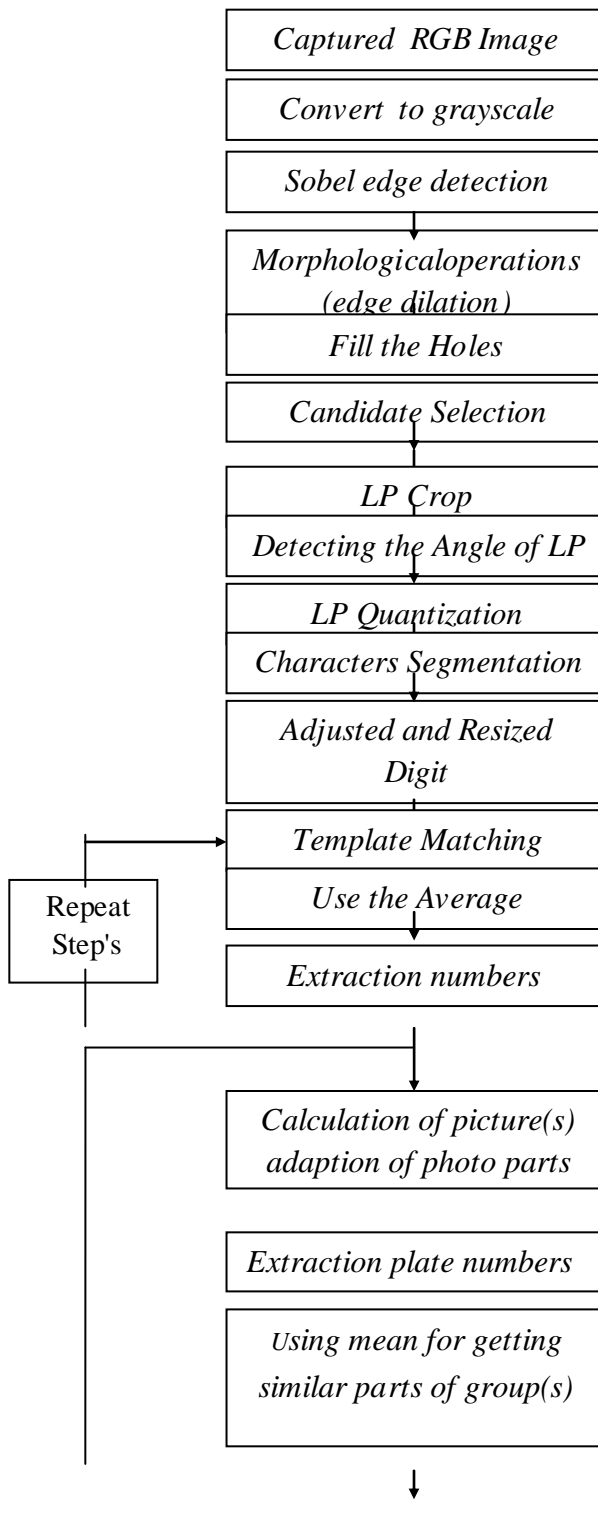 Captured RGB Image
Convert to grayscale
Sobel edge detection
Morphologicaloperations
(edge dilation)
Fill the Holes
Candidate Selection
LP Crop
Detecting the Angle of LP
LP Quantization
Characters Segmentation
Adjusted and Resized
Digit
Template Matching
Use the Average
Repeat
Step's
Extraction numbers
Calculation of picture(s)
adaption of photo parts
Extraction plate numbers
Using mean for getting
similar parts of group(s)